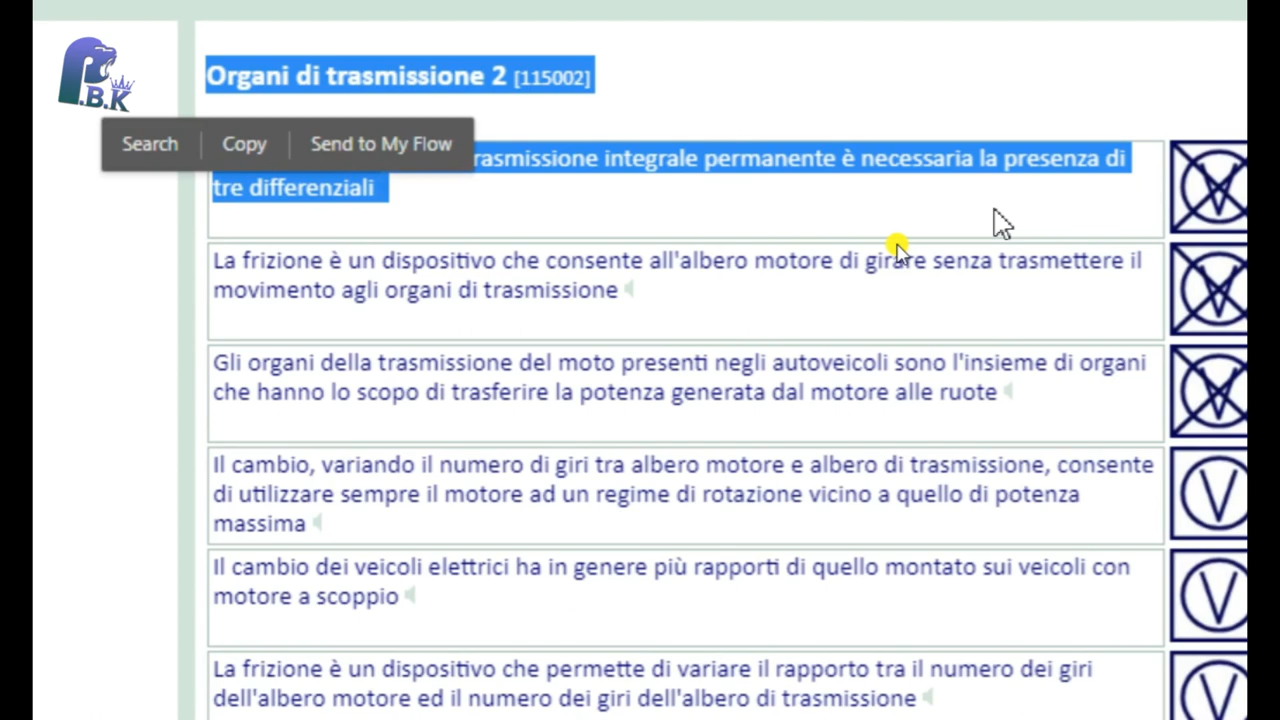 P.B.K
Organi di trasmissione 2 [115002]
Search Copy Send to My Flow
rasmissione integrale permanente è necessaria la presenza di
tre differenziali
La frizione è un dispositivo che consente all'albero motore di girare senza trasmettere il
movimento agli organi di trasmissione
Gli organi della trasmissione del moto presenti negli autoveicoli sono l'insieme di organi
che hanno lo scopo di trasferire la potenza generata dal motore alle ruote
Il cambio, variando il numero di giri tra albero motore e albero di trasmissione, consente
di utilizzare sempre il motore ad un regime di rotazione vicino a quello di potenza
massima
Il cambio dei veicoli elettrici ha in genere più rapporti di quello montato sui veicoli con
motore a scoppio
La frizione è un dispositivo che permette di variare il rapporto tra il numero dei giri
dell'albero motore ed il numero dei giri dell'albero di trasmissione
V
V
V
V
V
V